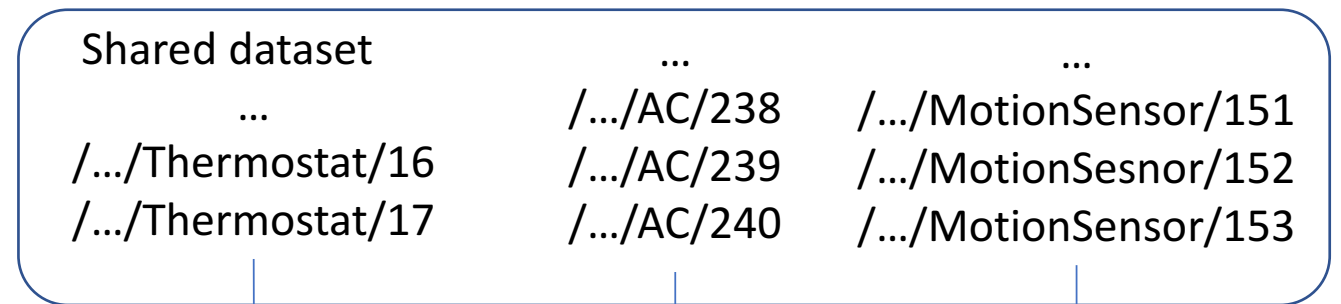 Shared dataset
…
/…/Thermostat/16
/…/Thermostat/17
…
/…/AC/238
/…/AC/239
/…/AC/240
…
/…/MotionSensor/151
/…/MotionSesnor/152
/…/MotionSensor/153